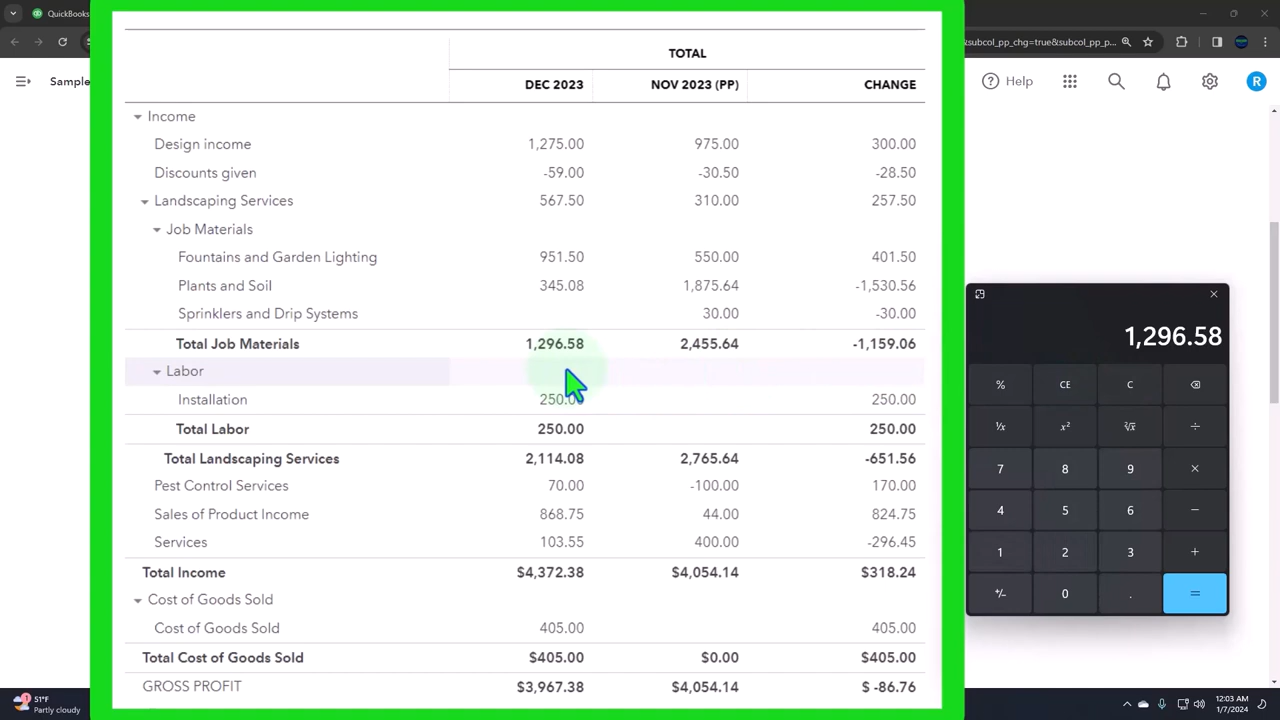 QuickBooks
&subcol_pp_chg=true&subcol_pp_p...
Sample
Help
R
TOTAL
DEC 2023 NOV 2023 (PP) CHANGE
Income
Design income 1,275.00 975.00 300.00
Discounts given -59.00 -30.50 -28.50
Landscaping Services 567.50 310.00 257.50
Job Materials
Fountains and Garden Lighting 951.50 550.00 401.50
Plants and Soil 345.08 1,875.64 -1,530.56
Sprinklers and Drip Systems 30.00 -30.00
Total Job Materials 1,296.58 2,455.64 -1,159.06
Labor
Installation 250.00 250.00
Total Labor 250.00 250.00
Total Landscaping Services 2,114.08 2,765.64 -651.56
Pest Control Services 70.00 -100.00 170.00
Sales of Product Income 868.75 44.00 824.75
Services 103.55 400.00 -296.45
Total Income $4,372.38 $4,054.14 $318.24
Cost of Goods Sold
Cost of Goods Sold 405.00 405.00
Total Cost of Goods Sold $405.00 $0.00 $405.00
GROSS PROFIT $3,967.38 $4,054.14 $ -86.76
1,296.58
% CE C
¹/x x² ²√x ÷
7 8 9 ×
4 5 6 −
1 2 3 +
+/- 0 . =
1
51°F
Partly cloudy
12:03 AM
1/7/2024